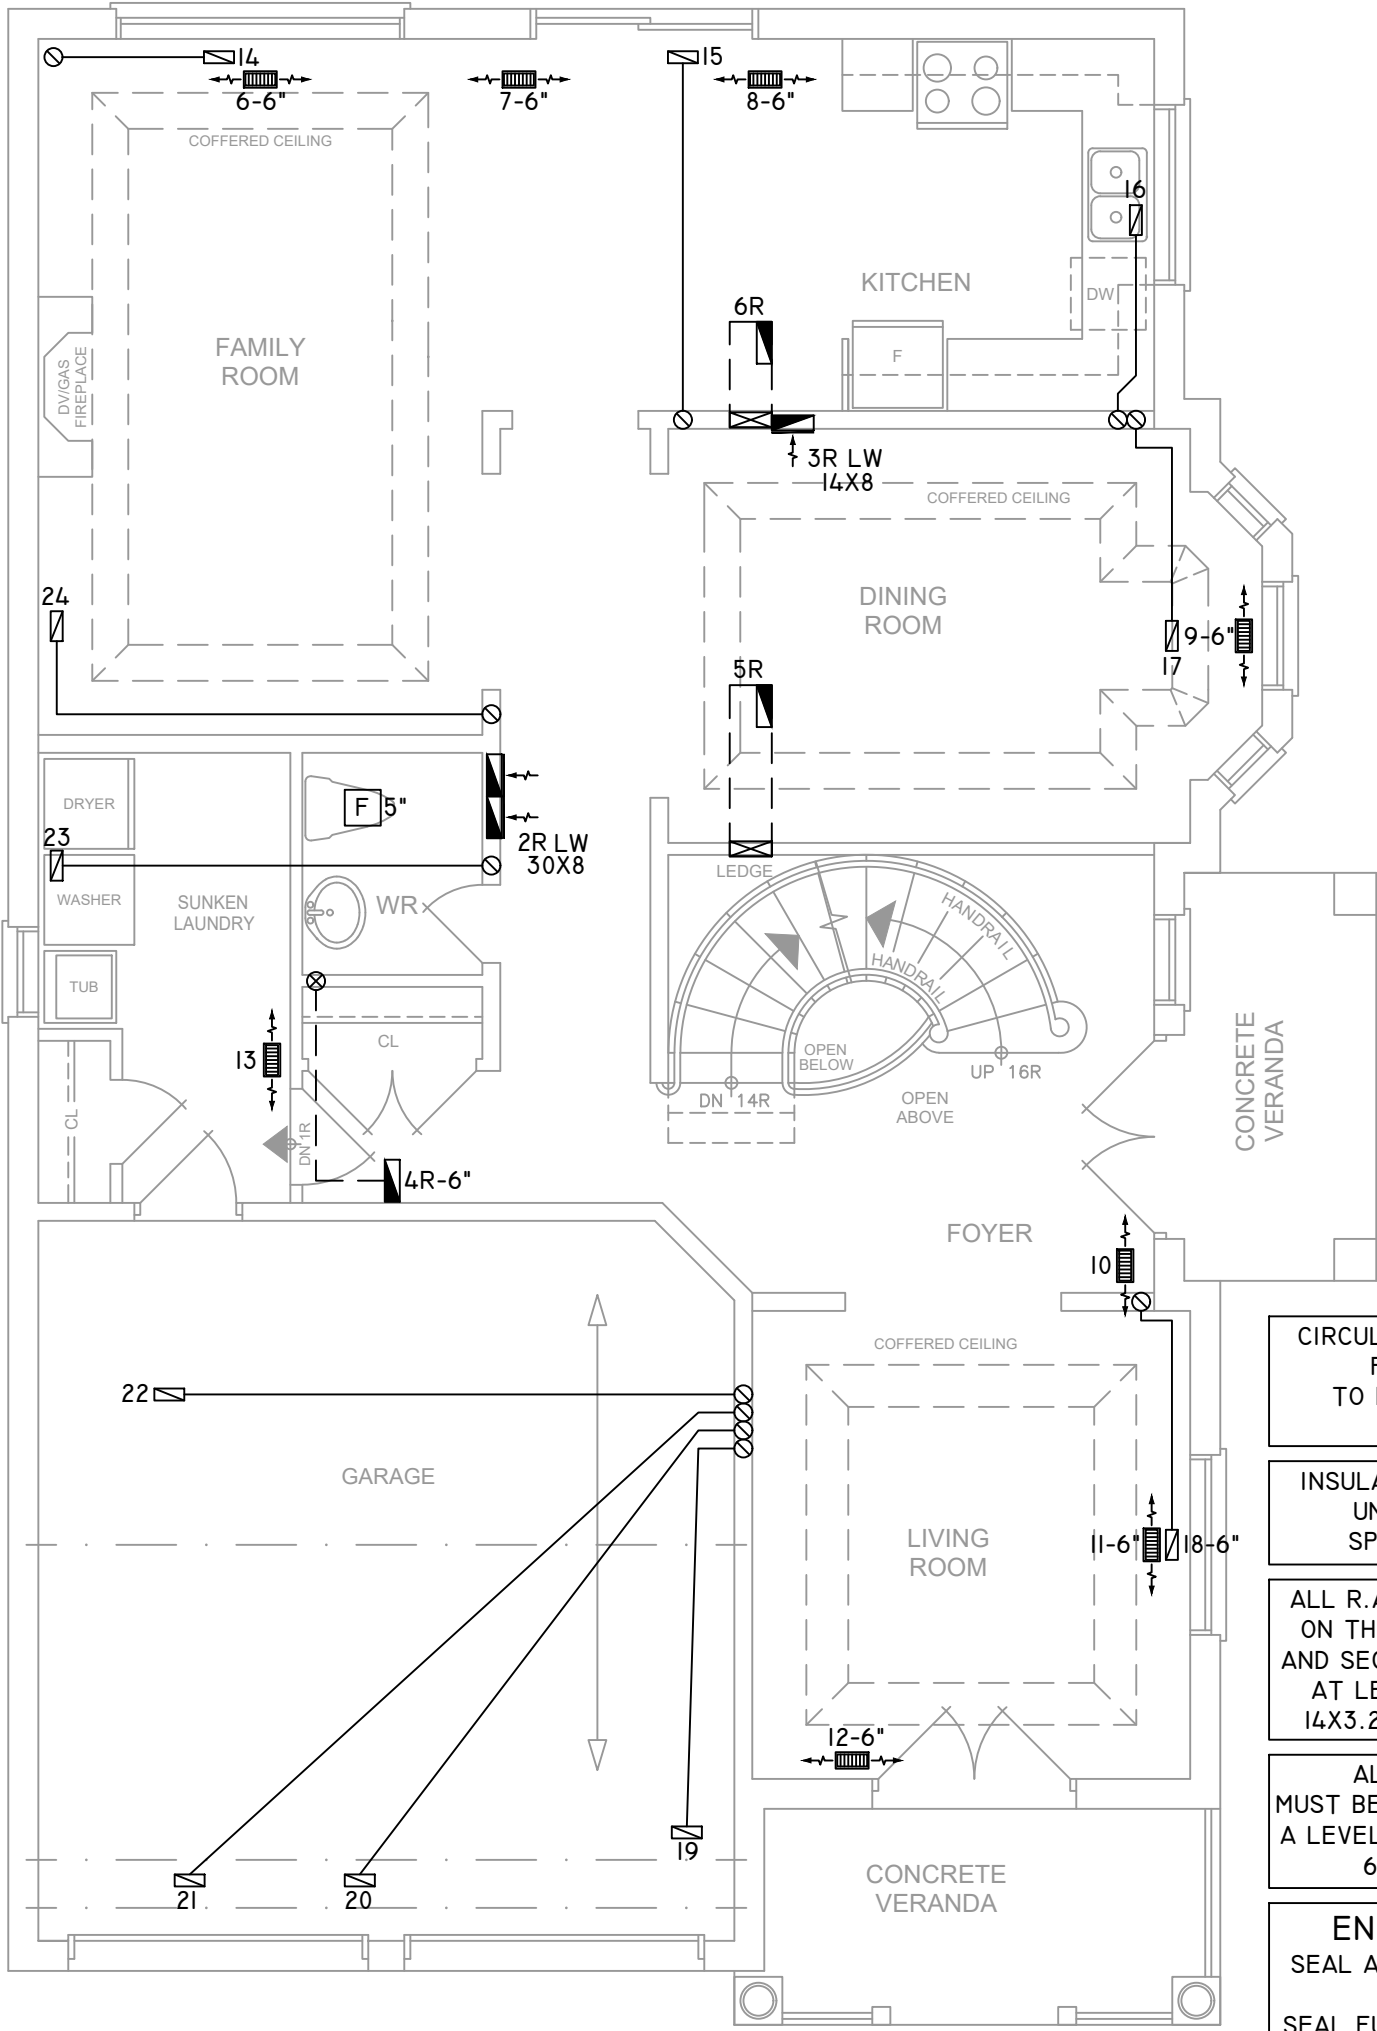 14
15
6-6"
7-6"
8-6"
COFFERED CEILING
16
KITCHEN
DW
6R
F
FAMILY
ROOM
DV/GAS
FIREPLACE
3R LW
14X8
COFFERED CEILING
DINING
ROOM
24
9-6"
17
5R
DRYER
F 5"
2R LW
30X8
23
WASHER
SUNKEN
LAUNDRY
WR
LEDGE
HANDRAIL
HANDRAIL
TUB
CL
OPEN
BELOW
UP 16R
DN 14R
OPEN
ABOVE
CONCRETE
VERANDA
13
CL
DN 1R
4R-6"
FOYER
10
COFFERED CEILING
22
GARAGE
LIVING
ROOM
11-6"
18-6"
12-6"
19
21
20
CONCRETE
VERANDA
CIRCUL
F
TO
INSULA
UN
SP
ALL R.A
ON TH
AND SEC
AT LE
14X3.2
AL
MUST BE
A LEVEL
6
EN
SEAL A
SEAL FU